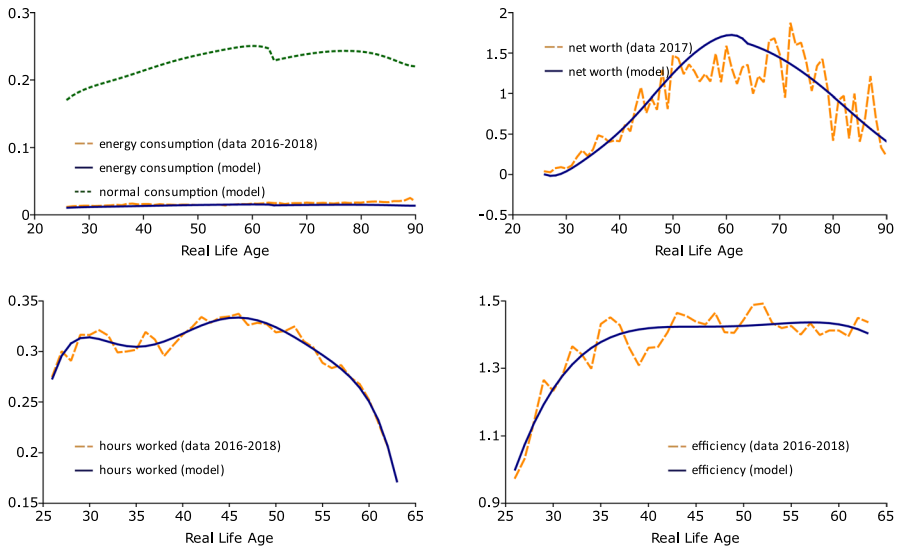 0.3
0.2
0.1
0
energy consumption (data 2016-2018)
energy consumption (model)
normal consumption (model)
20 30 40 50 60 70 80 90
Real Life Age
2
1.5
1
0.5
0
−0.5
net worth (data 2017)
net worth (model)
20 30 40 50 60 70 80 90
Real Life Age
0.35
0.3
0.25
0.2
0.15
hours worked (data 2016-2018)
hours worked (model)
25 30 35 40 45 50 55 60 65
Real Life Age
1.5
1.3
1.1
0.9
efficiency (data 2016-2018)
efficiency (model)
25 30 35 40 45 50 55 60 65
Real Life Age